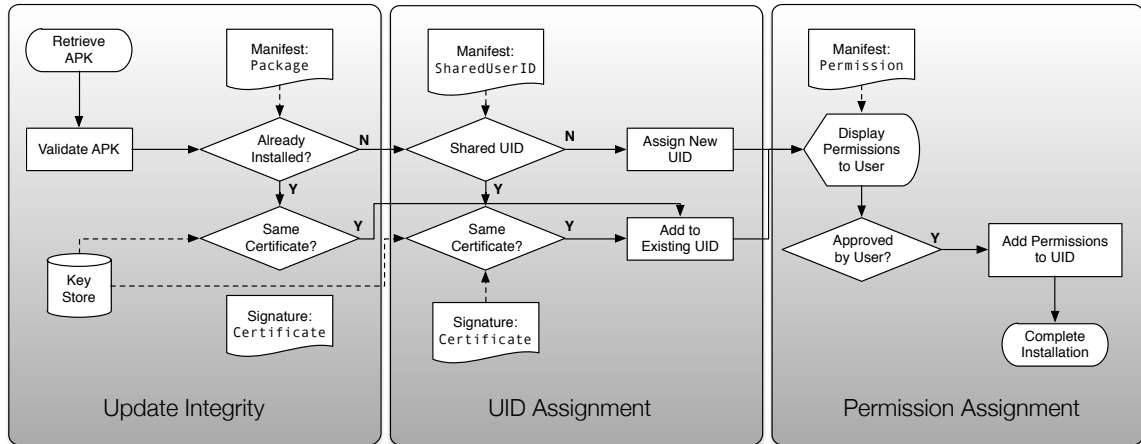 Retrieve
APK
Manifest:
Package
Validate APK
Already
Installed?
N
Y
Same
Certificate?
Y
Key
Store
Signature:
Certificate
Update Integrity
Manifest:
SharedUserID
Shared UID
N
Assign New
UID
Y
Same
Certificate?
Y
Add to
Existing UID
Signature:
Certificate
UID Assignment
Manifest:
Permission
Display
Permissions
to User
Approved
by User?
Y
Add Permissions
to UID
Complete
Installation
Permission Assignment